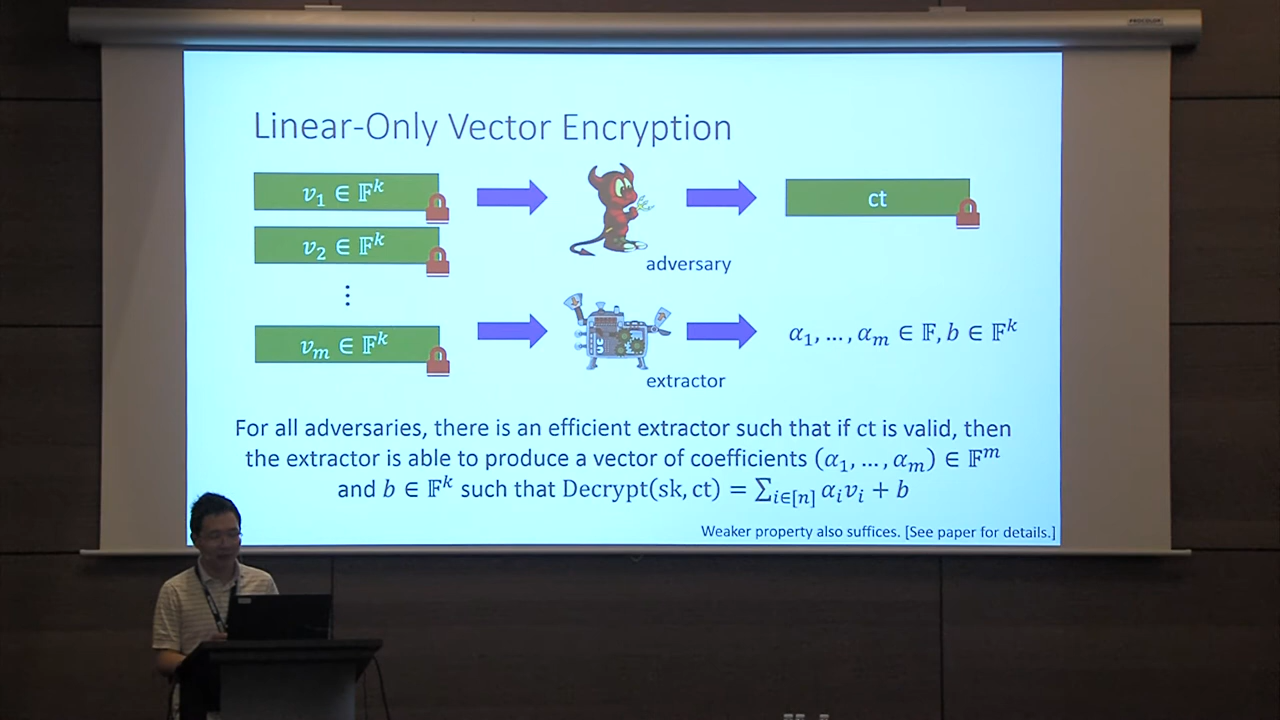 PROCOLOR
Linear-Only Vector Encryption
v₁ ∈ 𝔽ᵏ
v₂ ∈ 𝔽ᵏ
⋮
vₘ ∈ 𝔽ᵏ
adversary
ct
extractor
α₁, …, αₘ ∈ 𝔽, b ∈ 𝔽ᵏ
For all adversaries, there is an efficient extractor such that if ct is valid, then
the extractor is able to produce a vector of coefficients (α₁, …, αₘ) ∈ 𝔽ᵐ
and b ∈ 𝔽ᵏ such that Decrypt(sk, ct) = ∑_{i∈[n]} αᵢvᵢ + b
Weaker property also suffices. [See paper for details.]